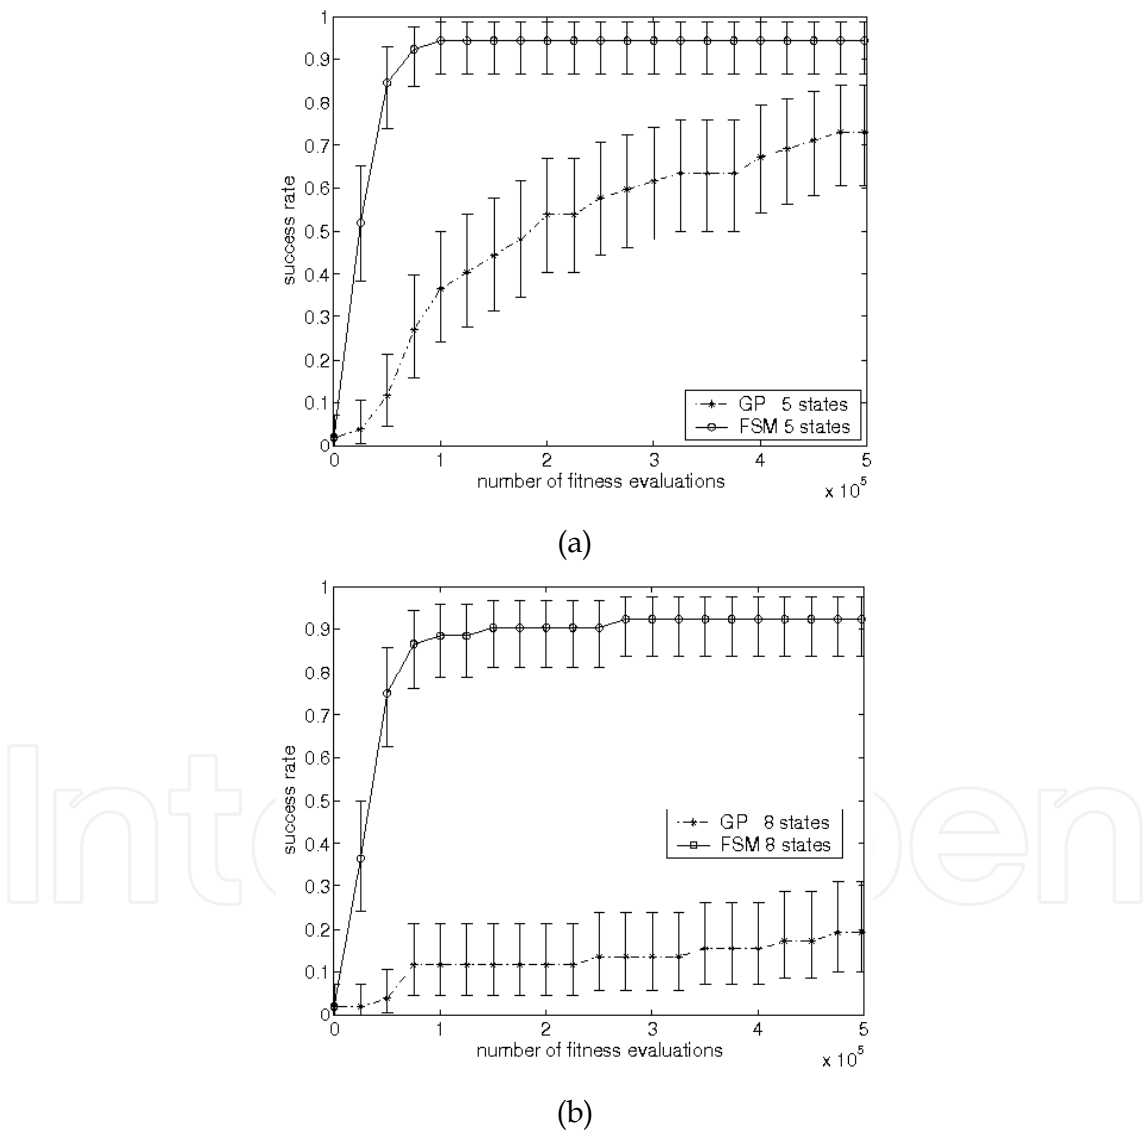 1
0.9
0.8
0.7
0.6
0.5
0.4
0.3
0.2
0.1
0
success rate
GP 5 states
FSM 5 states
0 1 2 3 4 5
number of fitness evaluations
x 10^5
(a)
1
0.9
0.8
0.7
0.6
0.5
0.4
0.3
0.2
0.1
0
success rate
GP 8 states
FSM 8 states
0 1 2 3 4 5
number of fitness evaluations
x 10^5
(b)